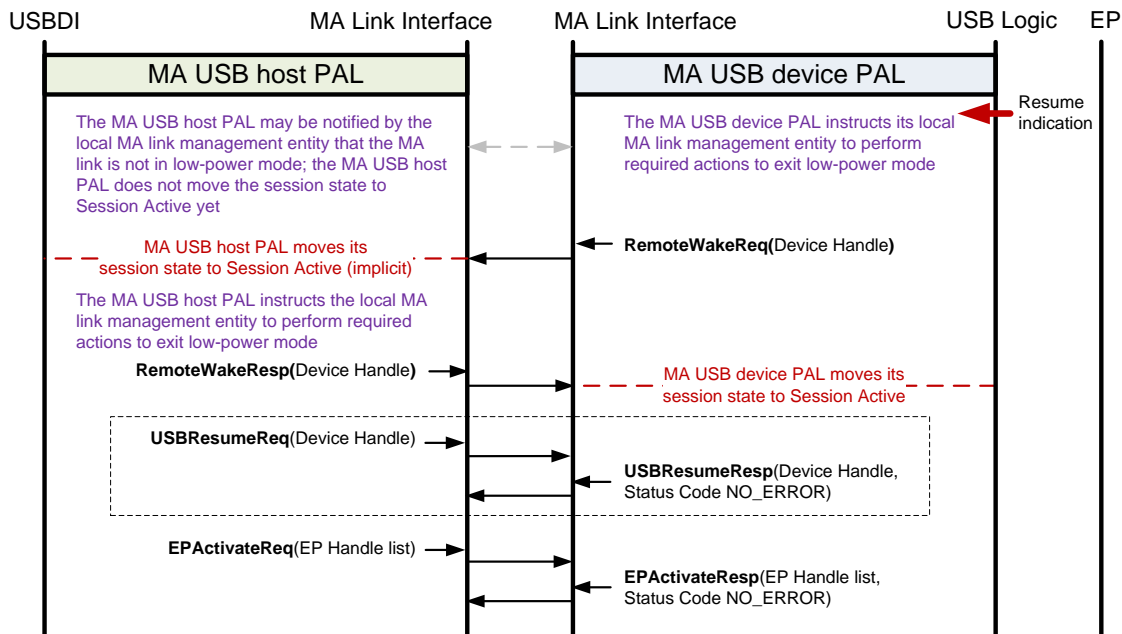 USBDI
MA Link Interface
MA Link Interface
USB Logic
EP
MA USB host PAL
MA USB device PAL
Resume
indication
The MA USB host PAL may be notified by the
local MA link management entity that the MA
link is not in low-power mode; the MA USB host
PAL does not move the session state to
Session Active yet
The MA USB device PAL instructs its local
MA link management entity to perform
required actions to exit low-power mode
RemoteWakeReq(Device Handle)
MA USB host PAL moves its
session state to Session Active (implicit)
The MA USB host PAL instructs the local MA
link management entity to perform required
actions to exit low-power mode
RemoteWakeResp(Device Handle)
MA USB device PAL moves its
session state to Session Active
USBResumeReq(Device Handle)
USBResumeResp(Device Handle,
Status Code NO_ERROR)
EPActivateReq(EP Handle list)
EPActivateResp(EP Handle list,
Status Code NO_ERROR)